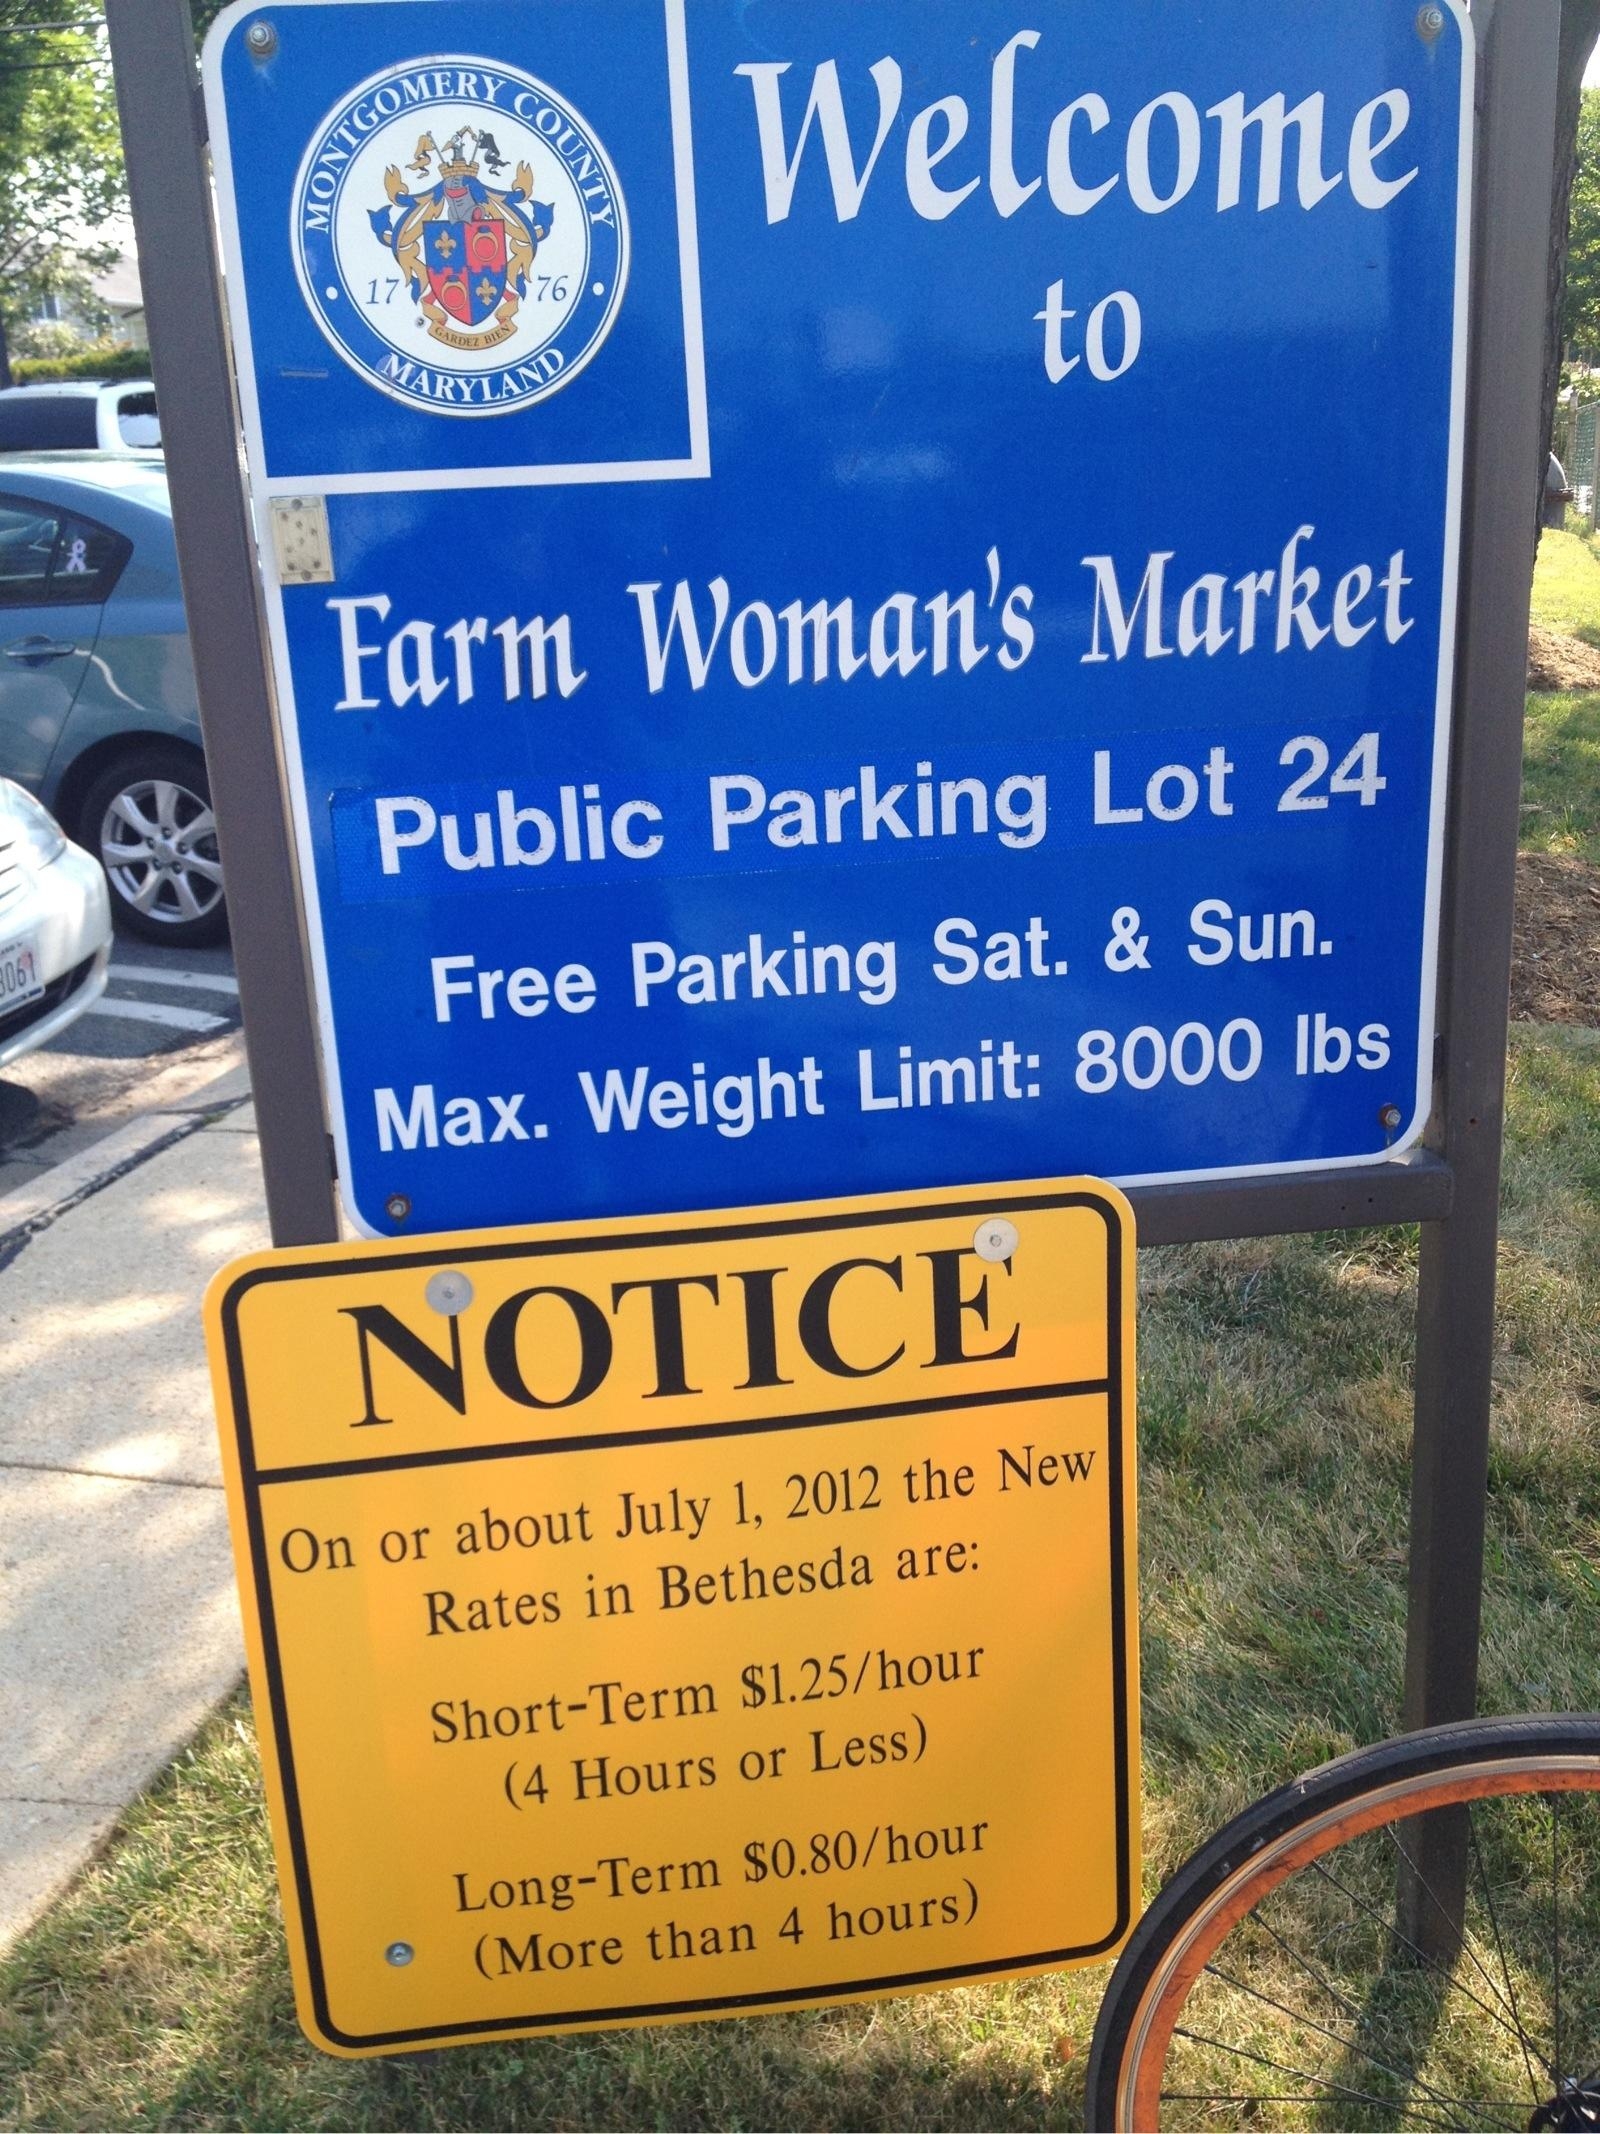 MONTGOMERY COUNTY
17 76
GARDEZ BIEN
MARYLAND
Welcome
to
Farm Woman's Market
Public Parking Lot 24
Free Parking Sat. & Sun.
Max. Weight Limit: 8000 lbs
NOTICE
On or about July 1, 2012 the New
Rates in Bethesda are:
Short-Term $1.25/hour
(4 Hours or Less)
Long-Term $0.80/hour
(More than 4 hours)